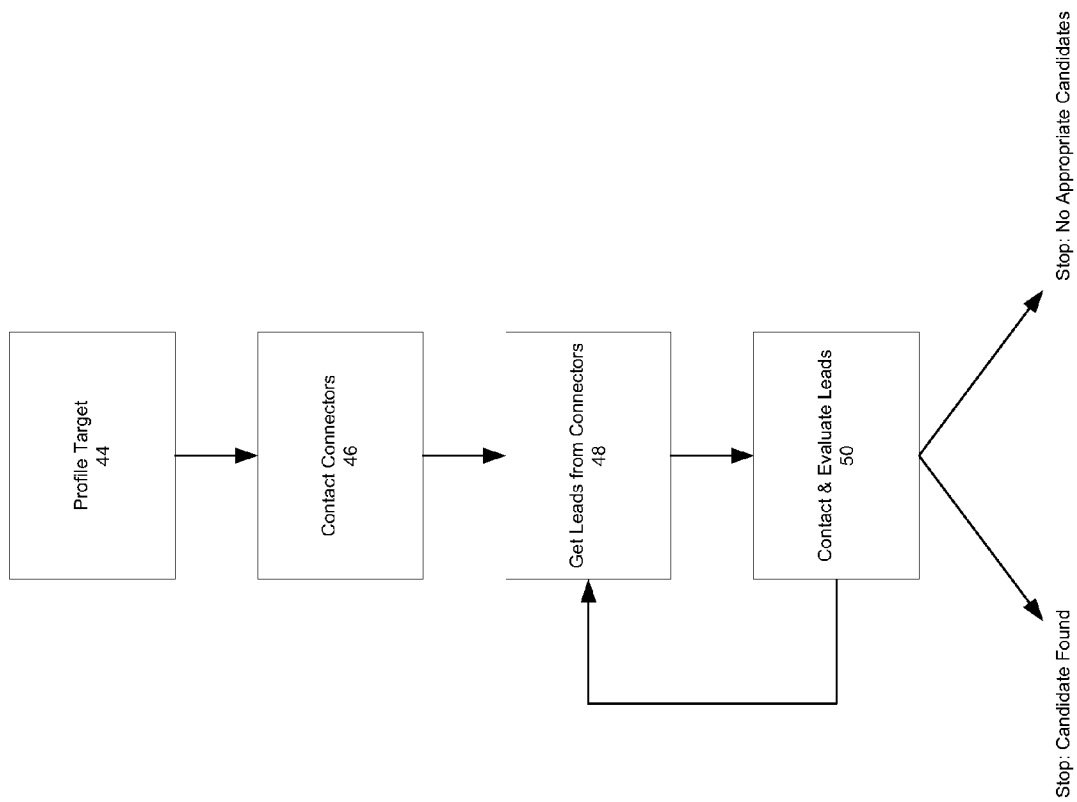 Profile Target
44
Contact Connectors
46
Get Leads from Connectors
48
Contact & Evaluate Leads
50
Stop: Candidate Found
Stop: No Appropriate Candidates